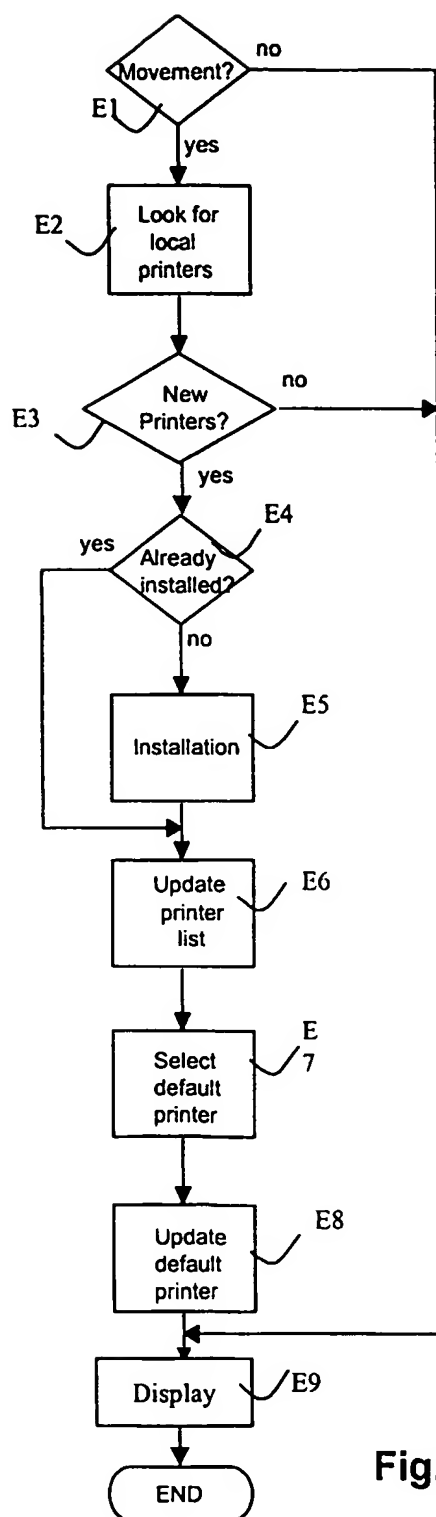 no
Movement?
E1
yes
Look for
local
printers
E2
New
Printers?
no
E3
yes
E4
yes
Already
installed?
no
E5
Installation
E6
Update
printer
list
E
7
Select
default
printer
E8
Update
default
printer
Display
E9
Fig.
END